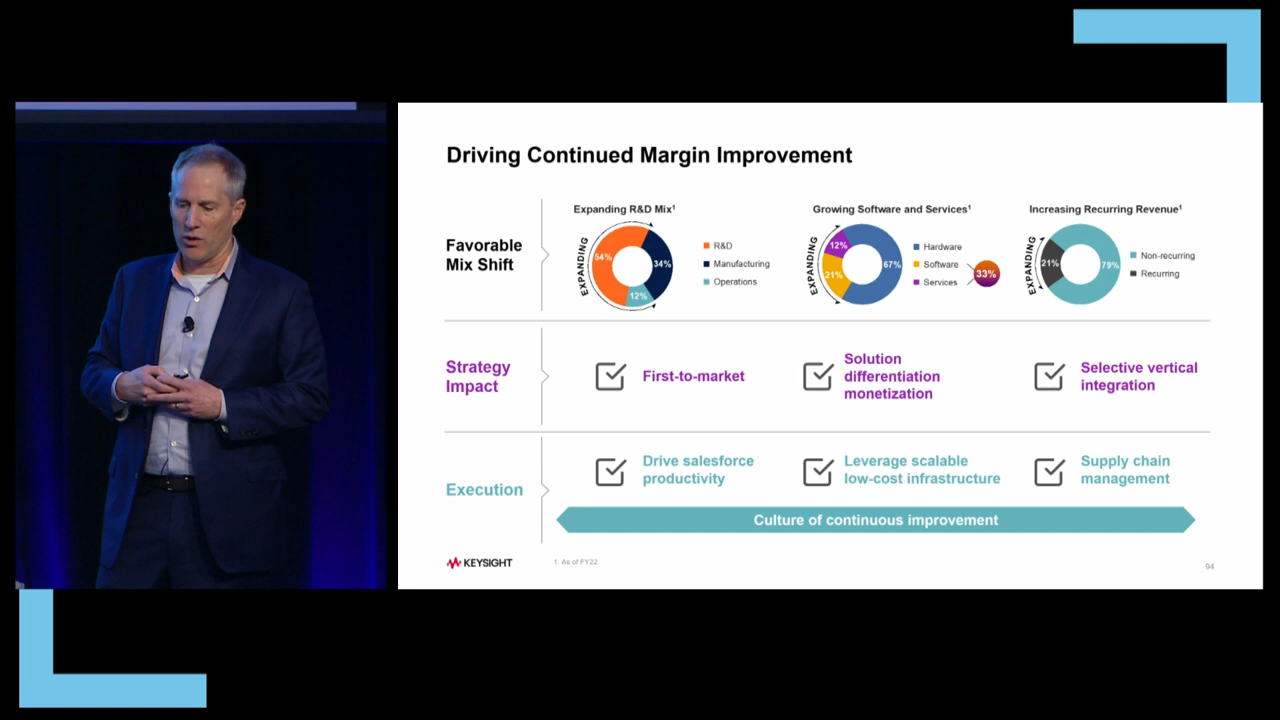 Driving Continued Margin Improvement
Favorable
Mix Shift
Expanding R&D Mix¹
EXPANDING
54%
34%
12%
R&D
Manufacturing
Operations
Growing Software and Services¹
EXPANDING
12%
21%
67%
Hardware
Software
Services
33%
Increasing Recurring Revenue¹
EXPANDING
21%
79%
Non-recurring
Recurring
Strategy
Impact
First-to-market
Solution
differentiation
monetization
Selective vertical
integration
Execution
Drive salesforce
productivity
Leverage scalable
low-cost infrastructure
Supply chain
management
Culture of continuous improvement
KEYSIGHT
1. As of FY22
94